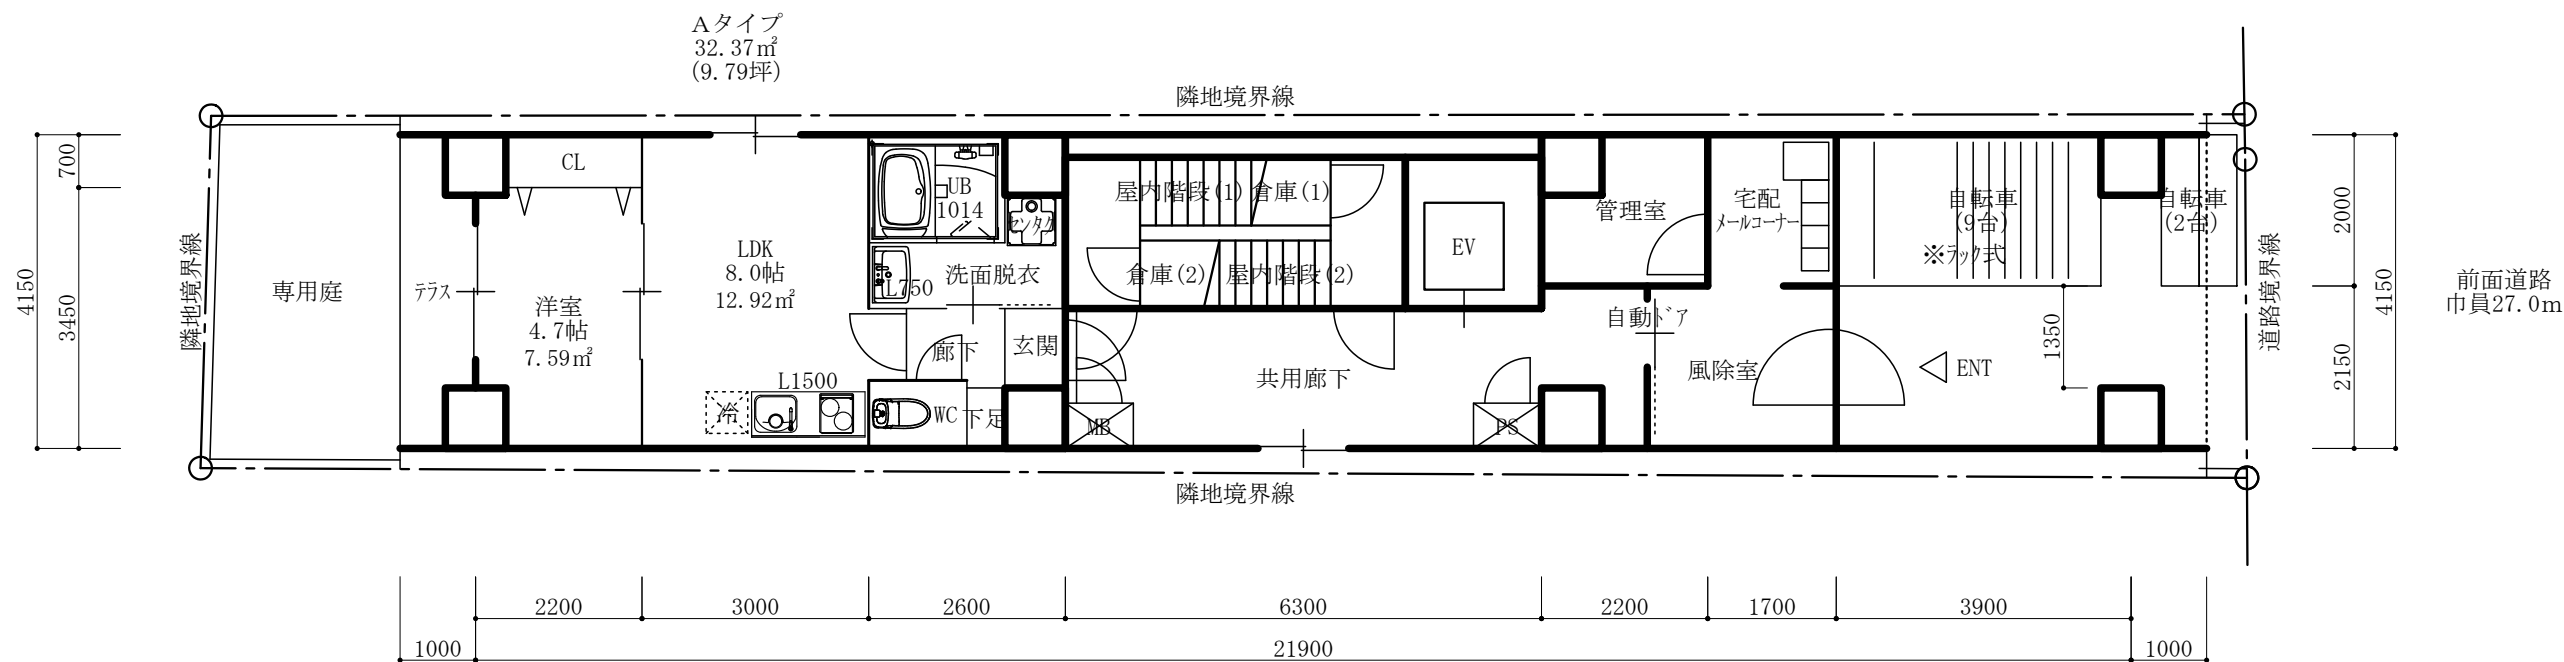 Aタイプ
32.37㎡
(9.79坪)
隣地境界線
隣地境界線
専用庭
テラス
CL
洋室
4.7帖
7.59㎡
LDK
8.0帖
12.92㎡
UB
1014
センタク
L750
洗面脱衣
廊下
玄関
L1500
冷
WC
下足
屋内階段(1)
倉庫(1)
倉庫(2)
屋内階段(2)
EV
共用廊下
MB
PS
管理室
宅配
メールコーナー
自動ドア
風除室
自転車
(9台)
※ラック式
自転車
(2台)
ENT
1350
道路境界線
前面道路
巾員27.0m
隣地境界線
4150
700
3450
2000
2150
4150
2200
3000
2600
6300
2200
1700
3900
1000
21900
1000